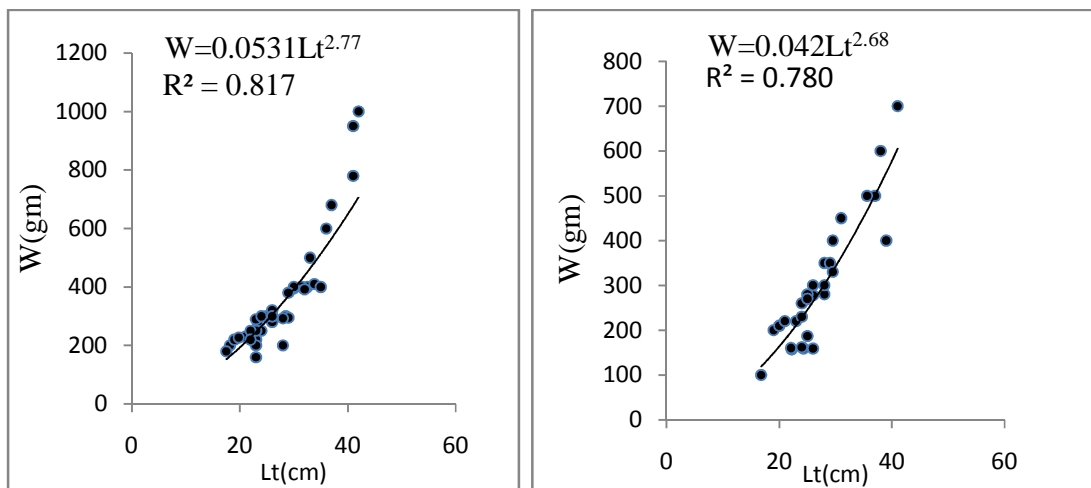 W=0.0531Lt^2.77
R² = 0.817
1200
1000
800
600
400
200
0
W(gm)
0 20 40 60
Lt(cm)
W=0.042Lt^2.68
R² = 0.780
800
700
600
500
400
300
200
100
0
W(gm)
0 20 40 60
Lt(cm)